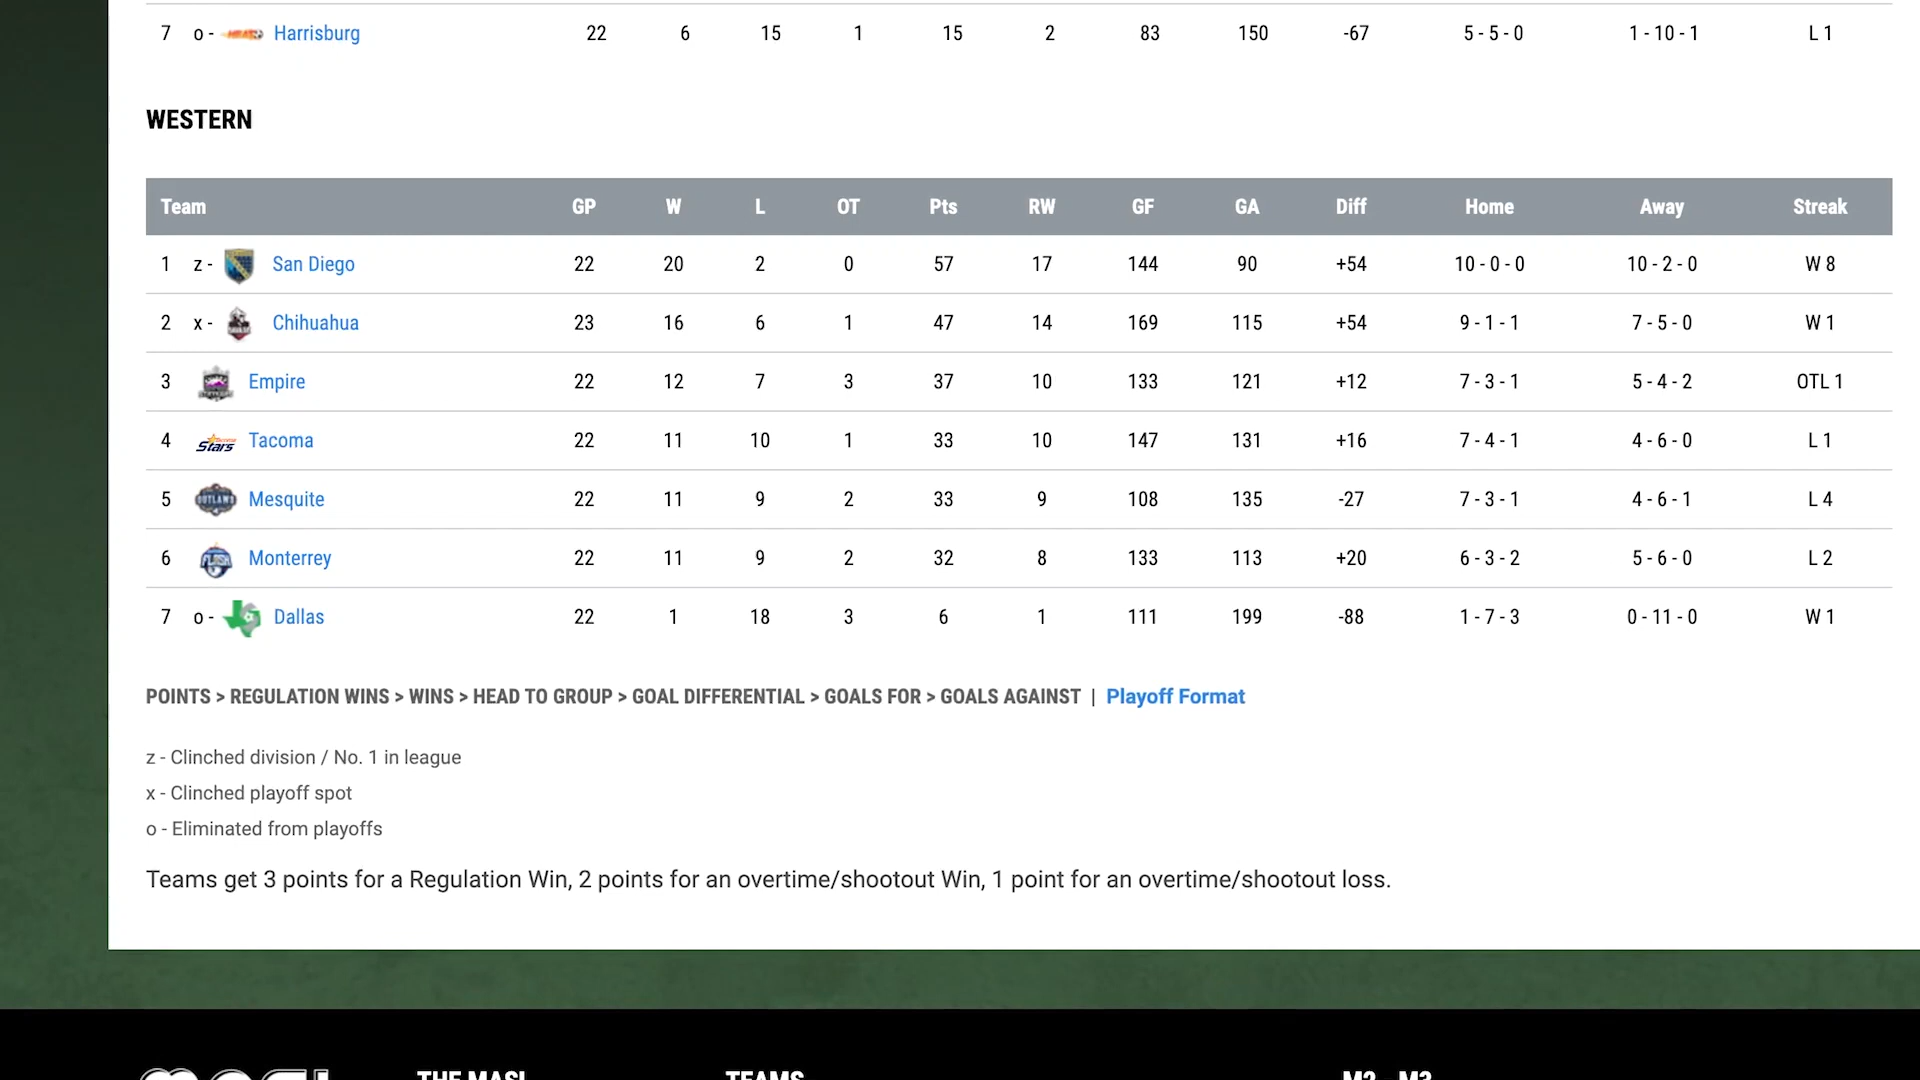 7 o - Harrisburg 22 6 15 1 15 2 83 150 -67 5 - 5 - 0 1 - 10 - 1 L 1
WESTERN
Team GP W L OT Pts RW GF GA Diff Home Away Streak
1 z - San Diego 22 20 2 0 57 17 144 90 +54 10 - 0 - 0 10 - 2 - 0 W 8
2 x - Chihuahua 23 16 6 1 47 14 169 115 +54 9 - 1 - 1 7 - 5 - 0 W 1
3 Empire 22 12 7 3 37 10 133 121 +12 7 - 3 - 1 5 - 4 - 2 OTL 1
4 Stars Tacoma 22 11 10 1 33 10 147 131 +16 7 - 4 - 1 4 - 6 - 0 L 1
5 OUTLAWS Mesquite 22 11 9 2 33 9 108 135 -27 7 - 3 - 1 4 - 6 - 1 L 4
6 FLASH Monterrey 22 11 9 2 32 8 133 113 +20 6 - 3 - 2 5 - 6 - 0 L 2
7 o - Dallas 22 1 18 3 6 1 111 199 -88 1 - 7 - 3 0 - 11 - 0 W 1
POINTS > REGULATION WINS > WINS > HEAD TO GROUP > GOAL DIFFERENTIAL > GOALS FOR > GOALS AGAINST | Playoff Format
z - Clinched division / No. 1 in league
x - Clinched playoff spot
o - Eliminated from playoffs
Teams get 3 points for a Regulation Win, 2 points for an overtime/shootout Win, 1 point for an overtime/shootout loss.
THE MASL TEAMS M2 M3